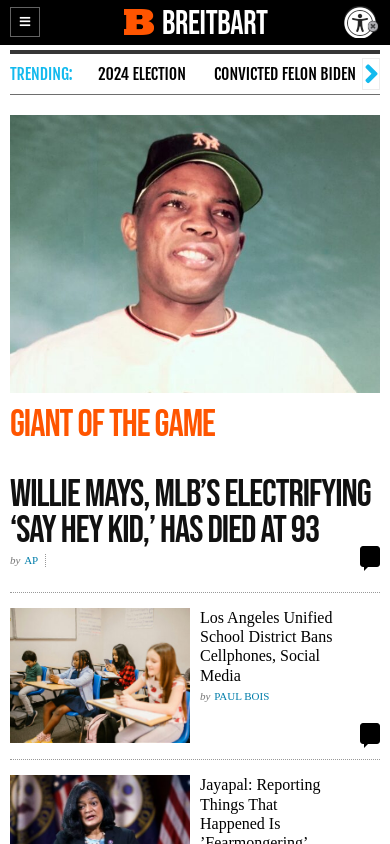 BREITBART
TRENDING: 2024 ELECTION CONVICTED FELON BIDEN
GIANT OF THE GAME
WILLIE MAYS, MLB’S ELECTRIFYING
‘SAY HEY KID,’ HAS DIED AT 93
by AP
Los Angeles Unified
School District Bans
Cellphones, Social
Media
by PAUL BOIS
Jayapal: Reporting
Things That
Happened Is
’Fearmongering’